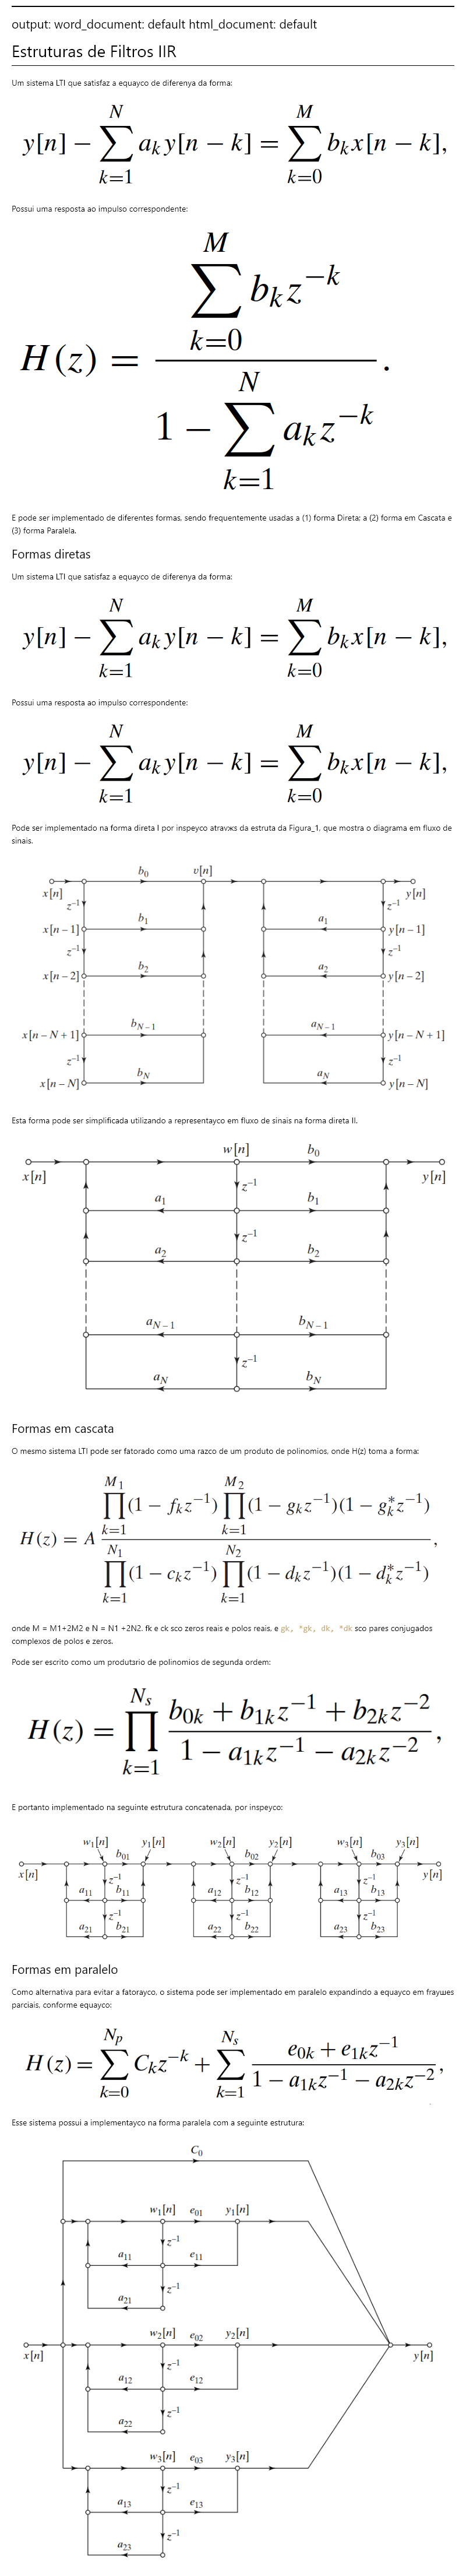 output: word_document: default html_document: default
Estruturas de Filtros IIR
Um sistema LTI que satisfaz a equayco de diferenya da forma:
y[n] − ∑_{k=1}^{N} a_k y[n − k] = ∑_{k=0}^{M} b_k x[n − k],
Possui uma resposta ao impulso correspondente:
H(z) = \frac{∑_{k=0}^{M} b_k z^{−k}}{1 − ∑_{k=1}^{N} a_k z^{−k}}.
E pode ser implementado de diferentes formas, sendo frequentemente usadas a (1) forma Direta; a (2) forma em Cascata e
(3) forma Paralela.
Formas diretas
Um sistema LTI que satisfaz a equayco de diferenya da forma:
y[n] − ∑_{k=1}^{N} a_k y[n − k] = ∑_{k=0}^{M} b_k x[n − k],
Possui uma resposta ao impulso correspondente:
y[n] − ∑_{k=1}^{N} a_k y[n − k] = ∑_{k=0}^{M} b_k x[n − k],
Pode ser implementado na forma direta I por inspeyco atravжs da estruta da Figura_1, que mostra o diagrama em fluxo de
sinais.
b_0 v[n]
x[n] y[n]
z^{−1} z^{−1}
b_1 a_1
x[n − 1] y[n − 1]
z^{−1} z^{−1}
b_2 a_2
x[n − 2] y[n − 2]
b_{N−1} a_{N−1}
x[n − N + 1] y[n − N + 1]
z^{−1} z^{−1}
b_N a_N
x[n − N] y[n − N]
Esta forma pode ser simplificada utilizando a representayco em fluxo de sinais na forma direta II.
w[n] b_0
x[n] y[n]
z^{−1}
a_1 b_1
z^{−1}
a_2 b_2
a_{N−1} b_{N−1}
z^{−1}
a_N b_N
Formas em cascata
O mesmo sistema LTI pode ser fatorado como uma razco de um produto de polinomios, onde H(z) toma a forma:
H(z) = A \frac{∏_{k=1}^{M_1} (1 − f_k z^{−1}) ∏_{k=1}^{M_2} (1 − g_k z^{−1})(1 − g_k^* z^{−1})}{∏_{k=1}^{N_1} (1 − c_k z^{−1}) ∏_{k=1}^{N_2} (1 − d_k z^{−1})(1 − d_k^* z^{−1})},
onde M = M1+2M2 e N = N1 +2N2. fk e ck sco zeros reais e polos reais, e gk, *gk, dk, *dk sco pares conjugados
complexos de polos e zeros.
Pode ser escrito como um produtзrio de polinomios de segunda ordem:
H(z) = ∏_{k=1}^{N_s} \frac{b_{0k} + b_{1k} z^{−1} + b_{2k} z^{−2}}{1 − a_{1k} z^{−1} − a_{2k} z^{−2}},
E portanto implementado na seguinte estrutura concatenada, por inspeyco:
w_1[n] y_1[n] w_2[n] y_2[n] w_3[n] y_3[n]
b_{01} b_{02} b_{03}
x[n] y[n]
z^{−1} z^{−1} z^{−1}
a_{11} b_{11} a_{12} b_{12} a_{13} b_{13}
z^{−1} z^{−1} z^{−1}
a_{21} b_{21} a_{22} b_{22} a_{23} b_{23}
Formas em paralelo
Como alternativa para evitar a fatorayco, o sistema pode ser implementado em paralelo expandindo a equayco em frayшes
parciais, conforme equayco:
H(z) = ∑_{k=0}^{N_p} C_k z^{−k} + ∑_{k=1}^{N_s} \frac{e_{0k} + e_{1k} z^{−1}}{1 − a_{1k} z^{−1} − a_{2k} z^{−2}},
Esse sistema possui a implementayco na forma paralela com a seguinte estrutura:
C_0
w_1[n] e_{01} y_1[n]
z^{−1}
a_{11} e_{11}
z^{−1}
a_{21}
w_2[n] e_{02} y_2[n]
x[n] y[n]
z^{−1}
a_{12} e_{12}
z^{−1}
a_{22}
w_3[n] e_{03} y_3[n]
z^{−1}
a_{13} e_{13}
z^{−1}
a_{23}